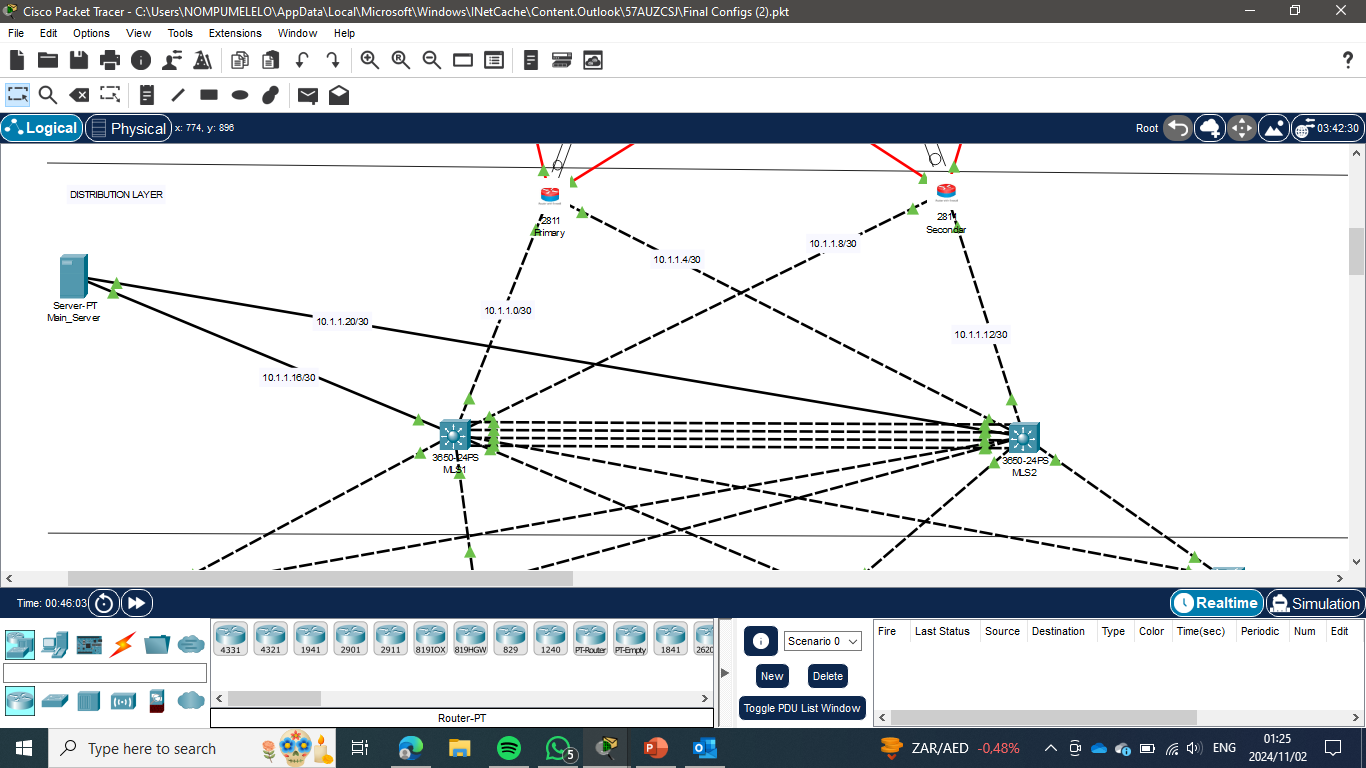 Cisco Packet Tracer - C:\Users\NOMPUMELELO\AppData\Local\Microsoft\Windows\INetCache\Content.Outlook\57AUZCSJ\Final Configs (2).pkt
File Edit Options View Tools Extensions Window Help
Logical Physical x: 774, y: 896 Root 03:42:30
DISTRIBUTION LAYER
2811
Primary
2811
Secondar
10.1.1.8/30
10.1.1.4/30
Server-PT
Main_Server
10.1.1.0/30
10.1.1.20/30
10.1.1.12/30
10.1.1.16/30
3650-24PS
MLS1
3650-24PS
MLS2
Time: 00:46:03 Realtime Simulation
4331 4321 1941 2901 2911 819IOX 819HGW 829 1240 PT-Router PT-Empty 1841 2620
Router-PT
Scenario 0
New Delete
Toggle PDU List Window
Fire Last Status Source Destination Type Color Time(sec) Periodic Num Edit
Type here to search
5
ZAR/AED -0,48%
ENG
01:25
2024/11/02